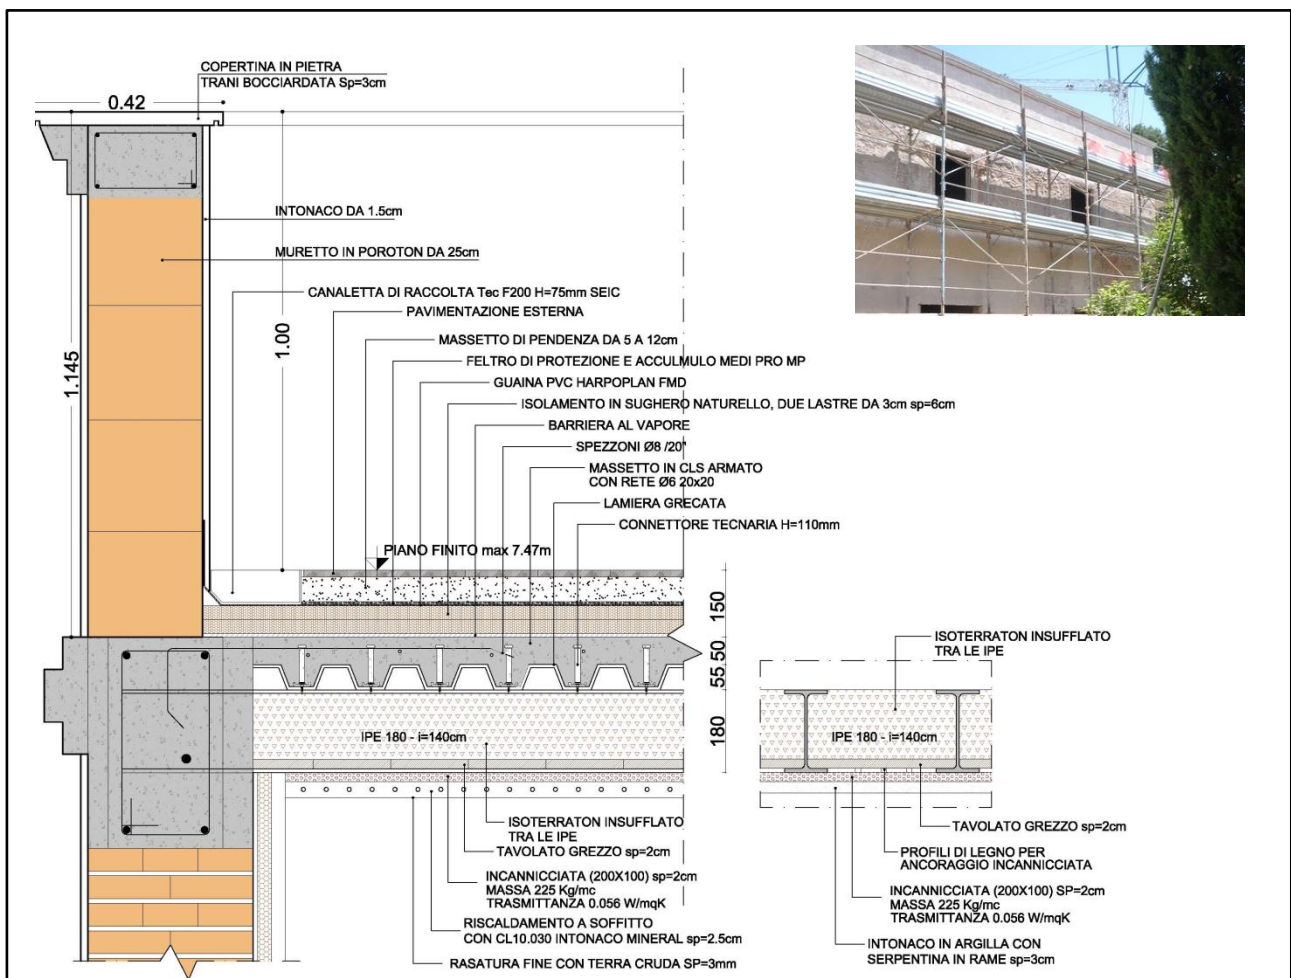 COPERTINA IN PIETRA
TRANI BOCCIARDATA Sp=3cm
0.42
INTONACO DA 1.5cm
MURETTO IN POROTON DA 25cm
CANALETTA DI RACCOLTA Tec F200 H=75mm SEIC
PAVIMENTAZIONE ESTERNA
1.00
1.145
MASSETTO DI PENDENZA DA 5 A 12cm
FELTRO DI PROTEZIONE E ACCULMULO MEDI PRO MP
GUAINA PVC HARPOPLAN FMD
ISOLAMENTO IN SUGHERO NATURELLO, DUE LASTRE DA 3cm sp=6cm
BARRIERA AL VAPORE
SPEZZONI Ø8 /20"
MASSETTO IN CLS ARMATO
CON RETE Ø6 20x20
LAMIERA GRECATA
CONNETTORE TECNARIA H=110mm
PIANO FINITO max 7.47m
150
50
55
180
IPE 180 - i=140cm
ISOTERRATON INSUFFLATO
TRA LE IPE
TAVOLATO GREZZO sp=2cm
INCANNICCIATA (200X100) sp=2cm
MASSA 225 Kg/mc
TRASMITTANZA 0.056 W/mqK
RISCALDAMENTO A SOFFITTO
CON CL10.030 INTONACO MINERAL sp=2.5cm
RASATURA FINE CON TERRA CRUDA SP=3mm
ISOTERRATON INSUFFLATO
TRA LE IPE
IPE 180 - i=140cm
TAVOLATO GREZZO sp=2cm
PROFILI DI LEGNO PER
ANCORAGGIO INCANNICCIATA
INCANNICCIATA (200X100) SP=2cm
MASSA 225 Kg/mc
TRASMITTANZA 0.056 W/mqK
INTONACO IN ARGILLA CON
SERPENTINA IN RAME sp=3cm